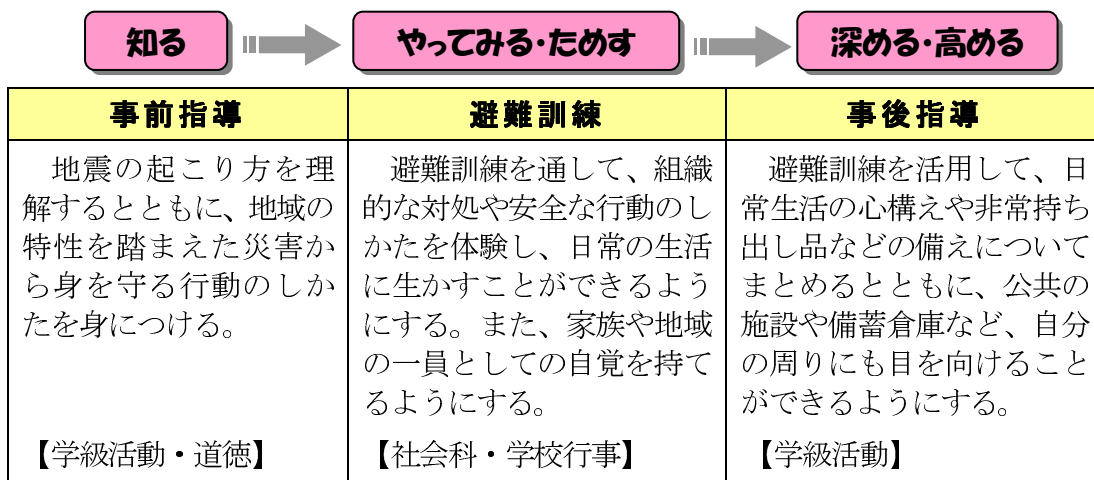 知る
やってみる・ためす
深める・高める
事前指導
避難訓練
事後指導
地震の起こり方を理
解するとともに、地域の
特性を踏まえた災害か
ら身を守る行動のしか
たを身につける。
【学級活動・道徳】
避難訓練を通して、組織
的な対処や安全な行動のし
かたを体験し、日常の生活
に生かすことができるよう
にする。また、家族や地域
の一員としての自覚を持て
るようにする。
【社会科・学校行事】
避難訓練を活用して、日
常生活の心構えや非常持ち
出し品などの備えについて
まとめるとともに、公共の
施設や備蓄倉庫など、自分
の周りにも目を向けること
ができるようにする。
【学級活動】